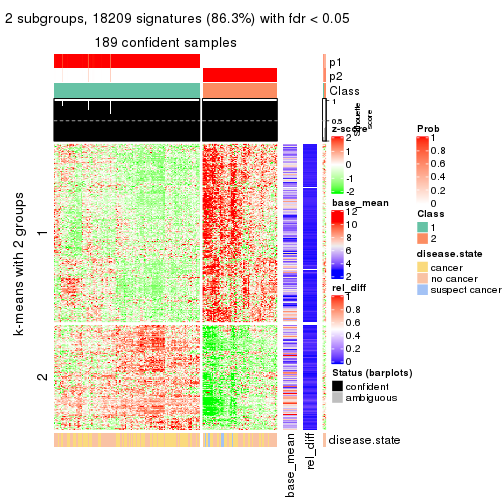 2 subgroups, 18209 signatures (86.3%) with fdr < 0.05
189 confident samples
p1
p2
Class
1
0.5
0
Silhouette
score
k-means with 2 groups
1
2
base_mean
rel_diff
disease.state
z-score
2
1
0
-1
-2
base_mean
12
10
8
6
4
2
rel_diff
1
0.8
0.6
0.4
0.2
0
Status (barplots)
confident
ambiguous
Prob
1
0.8
0.6
0.4
0.2
0
Class
1
2
disease.state
cancer
no cancer
suspect cancer